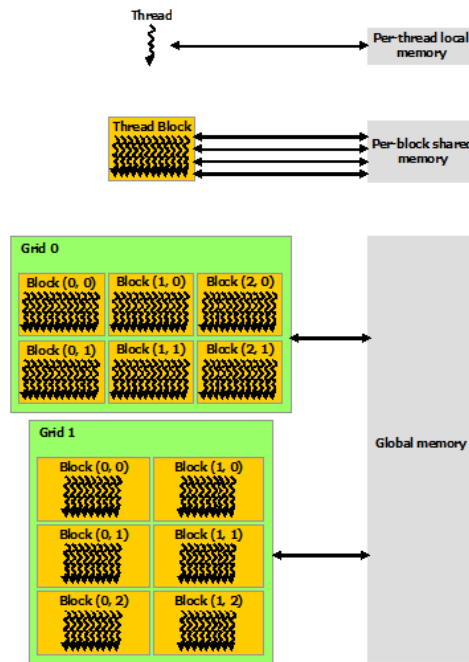 Thread
Per-thread local
memory
Thread Block
Per-block shared
memory
Grid 0
Block (0, 0) Block (1, 0) Block (2, 0)
Block (0, 1) Block (1, 1) Block (2, 1)
Grid 1
Block (0, 0) Block (1, 0)
Global memory
Block (0, 1) Block (1, 1)
Block (0, 2) Block (1, 2)